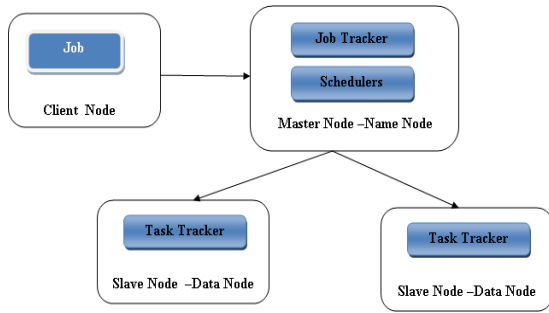 Job
Client Node
Job Tracker
Schedulers
Master Node –Name Node
Task Tracker
Slave Node –Data Node
Task Tracker
Slave Node –Data Node